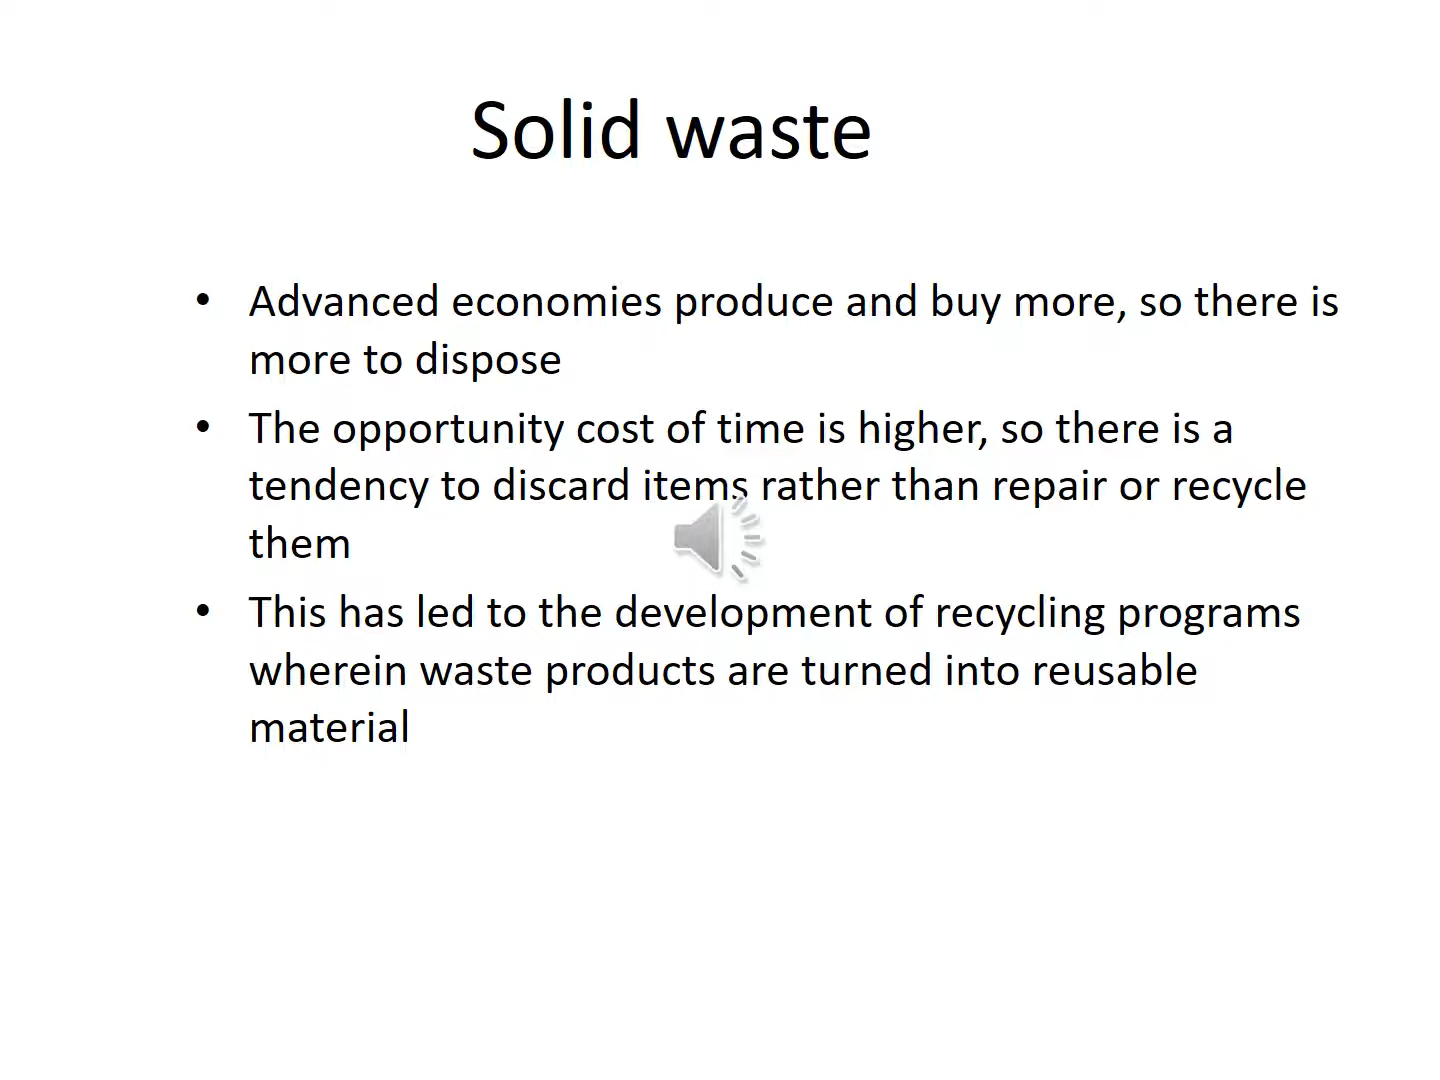 Solid waste
• Advanced economies produce and buy more, so there is
more to dispose
• The opportunity cost of time is higher, so there is a
tendency to discard items rather than repair or recycle
them
• This has led to the development of recycling programs
wherein waste products are turned into reusable
material